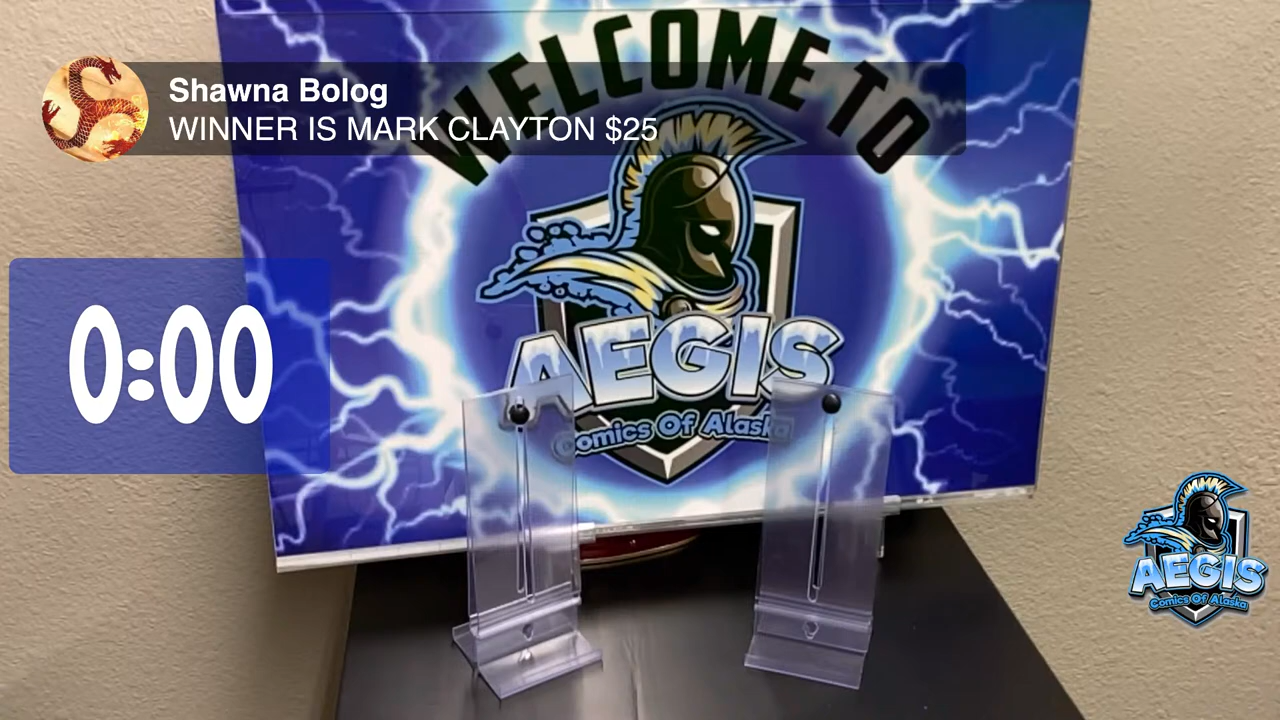 WELCOME TO
Shawna Bolog
WINNER IS MARK CLAYTON $25
0:00
AEGIS
Comics Of Alaska
AEGIS
Comics Of Alaska